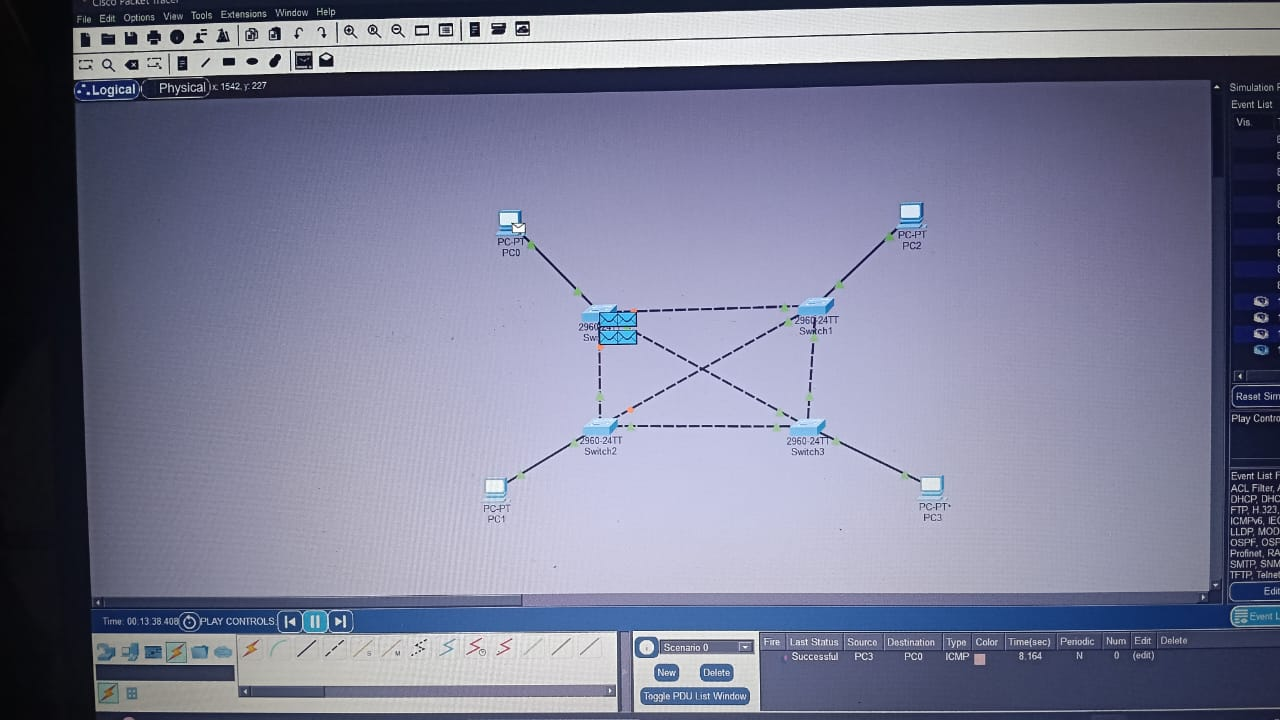 Cisco Packet Tracer
File Edit Options View Tools Extensions Window Help
Logical Physical x: 1542, y: 227
Simulation P
Event List
Vis.
PC-PT
PC0
PC-PT
PC2
2960-24TT
Switch1
2960-24TT
Switch2
2960-24TT
Switch3
PC-PT
PC1
PC-PT
PC3
Reset Sim
Play Contro
Event List F
ACL Filter, A
DHCP, DHC
FTP, H.323,
ICMPv6, IE
LLDP, MOD
OSPF, OSP
Profinet, RA
SMTP, SNM
TFTP, Telne
Edi
Event L
Time: 00:13:38.408 PLAY CONTROLS:
Scenario 0
New Delete
Toggle PDU List Window
Fire Last Status Source Destination Type Color Time(sec) Periodic Num Edit Delete
Successful PC3 PC0 ICMP 8.164 N 0 (edit)